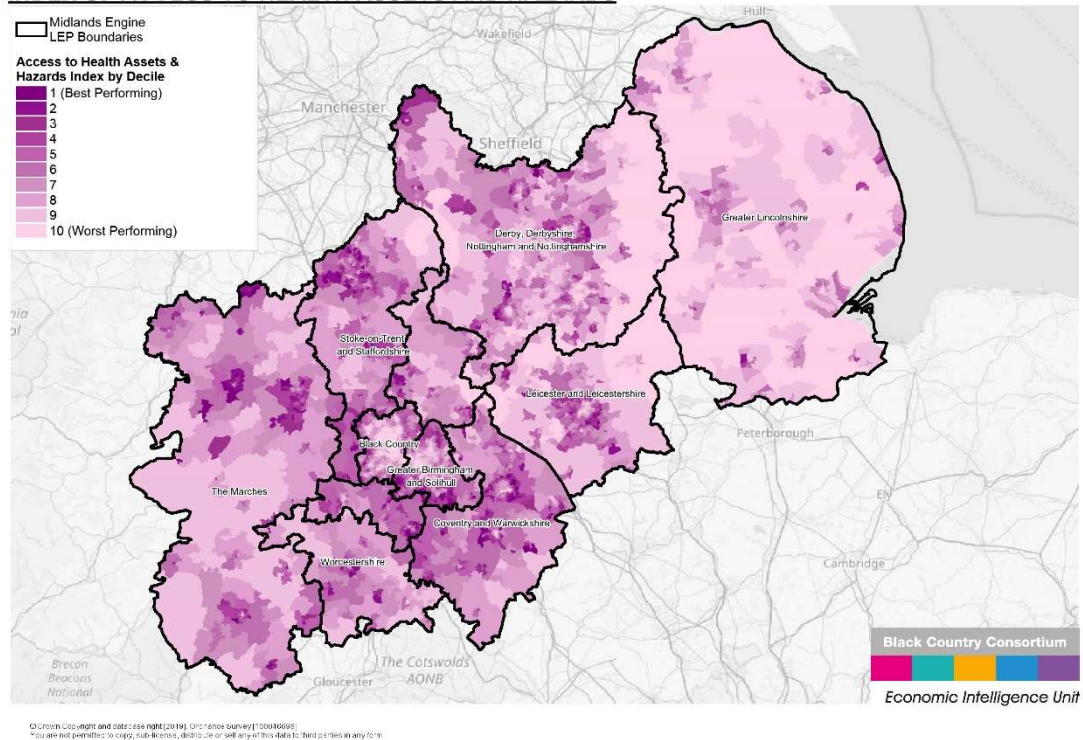 Midlands Engine
LEP Boundaries
Access to Health Assets &
Hazards Index by Decile
1 (Best Performing)
2
3
4
5
6
7
8
9
10 (Worst Performing)
Hull
Wakefield
Manchester
Sheffield
Greater Lincolnshire
Derby, Derbyshire,
Nottingham and Nottinghamshire
Stoke-on-Trent
and Staffordshire
Leicester and Leicestershire
Peterborough
Black Country
Greater Birmingham
and Solihull
The Marches
Ely
Coventry and Warwickshire
Worcestershire
Cambridge
Black Country Consortium
Economic Intelligence Unit
Brecon
Beacons
National
The Cotswolds
AONB
Gloucester
© Crown Copyright and database right [2019]. Ordnance Survey [100046698]
You are not permitted to copy, sub-license, distribute or sell any of this data to third parties in any form